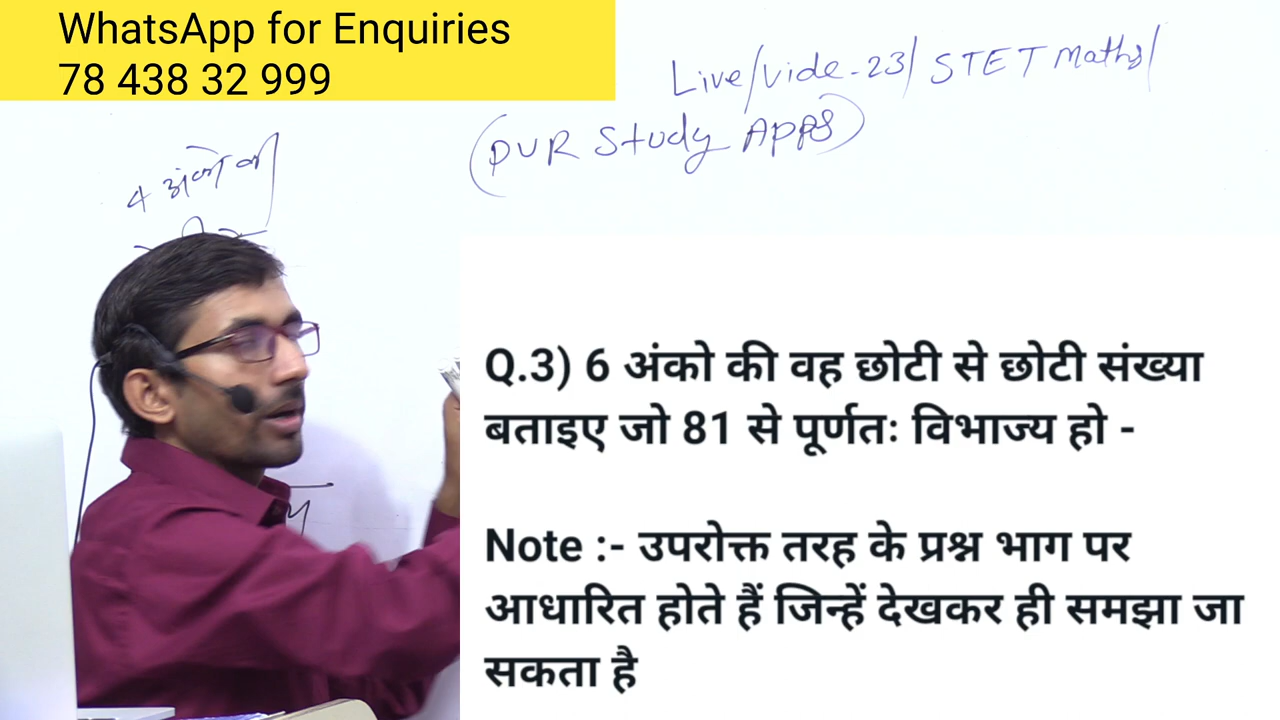 WhatsApp for Enquiries
78 438 32 999
Live/vide-23/ STET Maths/
(PVR Study Apps)
4 अंको की
Q.3) 6 अंको की वह छोटी से छोटी संख्या
बताइए जो 81 से पूर्णतः विभाज्य हो -
Note :- उपरोक्त तरह के प्रश्न भाग पर
आधारित होते हैं जिन्हें देखकर ही समझा जा
सकता है